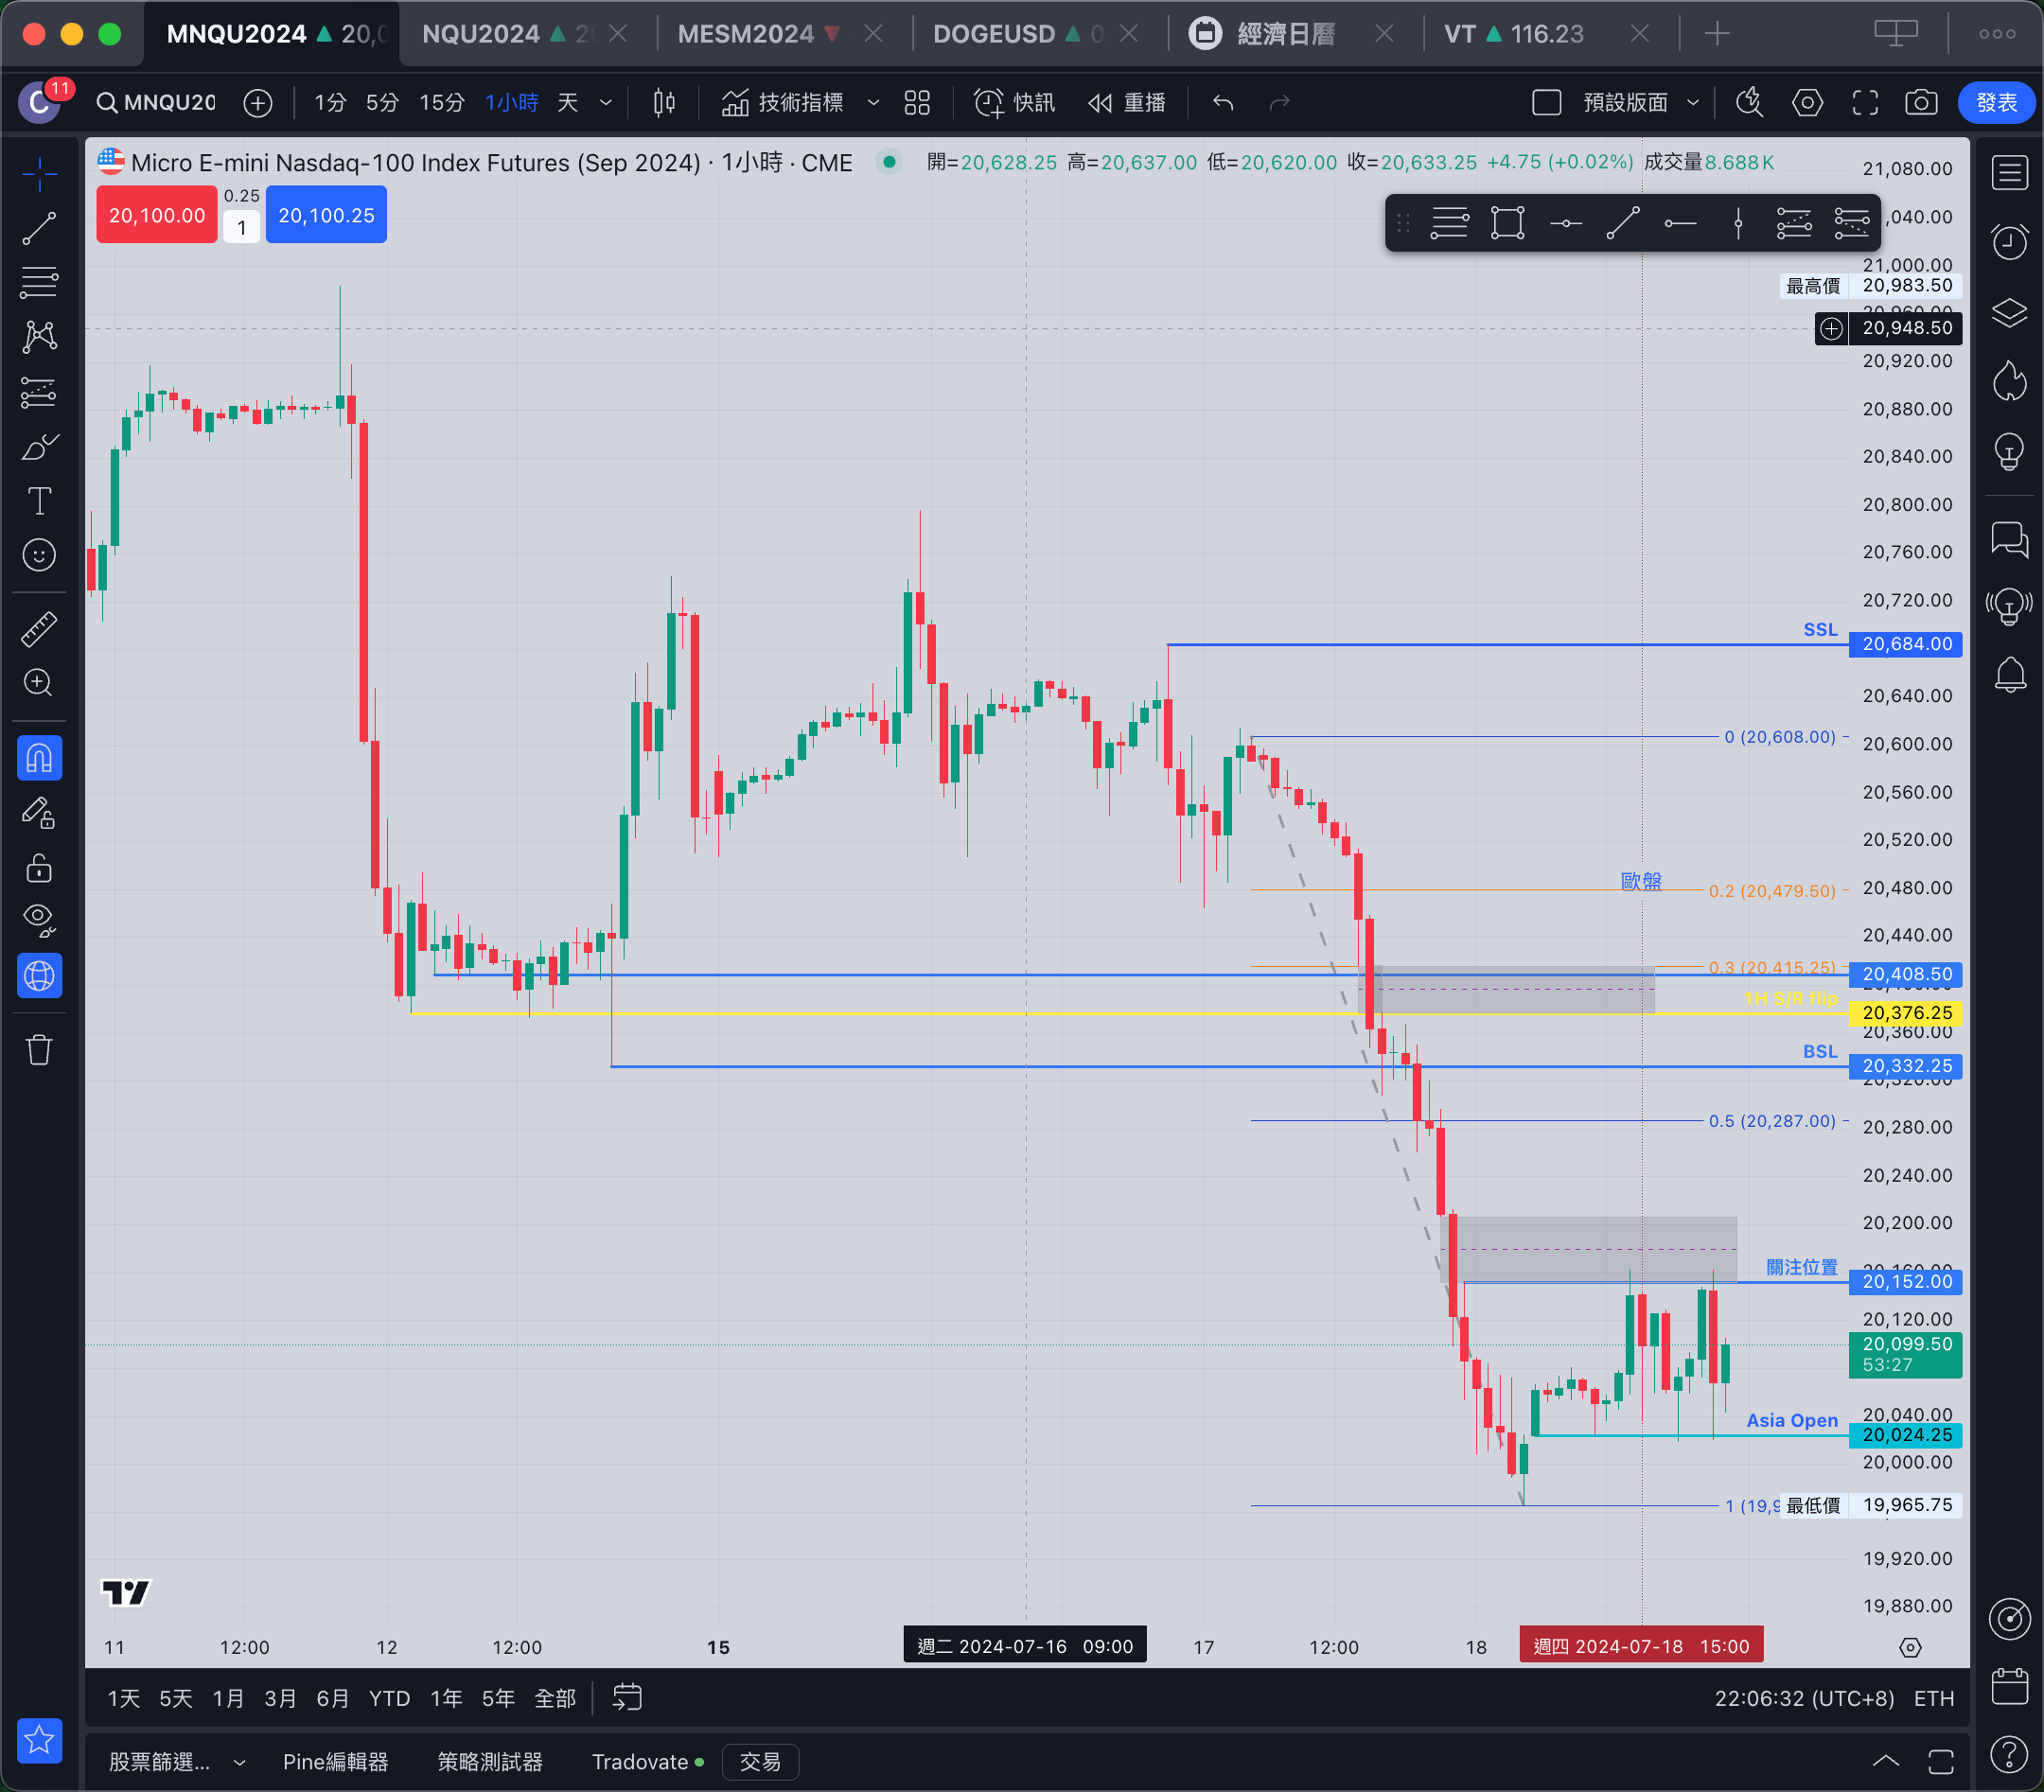 MNQU2024 20,0
NQU2024
MESM2024
DOGEUSD
經濟日曆
VT 116.23
C 11
MNQU20
1分 5分 15分 1小時 天
技術指標
快訊
重播
預設版面
發表
Micro E-mini Nasdaq-100 Index Futures (Sep 2024) · 1小時 · CME
開=20,628.25 高=20,637.00 低=20,620.00 收=20,633.25 +4.75 (+0.02%) 成交量8.688K
20,100.00
0.25
1
20,100.25
21,080.00
,040.00
21,000.00
最高價 20,983.50
20,948.50
20,920.00
20,880.00
20,840.00
20,800.00
20,760.00
20,720.00
SSL
20,684.00
20,640.00
0 (20,608.00)
20,600.00
20,560.00
20,520.00
歐盤
0.2 (20,479.50)
20,480.00
20,440.00
0.3 (20,415.25)
20,408.50
1H S/R flip
20,376.25
20,360.00
BSL
20,332.25
20,320.00
0.5 (20,287.00)
20,280.00
20,240.00
20,200.00
關注位置
20,160.00
20,152.00
20,120.00
20,099.50
53:27
20,040.00
Asia Open
20,024.25
20,000.00
1 (19,9
最低價 19,965.75
19,920.00
19,880.00
11 12:00 12 12:00 15 週二 2024-07-16 09:00 17 12:00 18 週四 2024-07-18 15:00
1天 5天 1月 3月 6月 YTD 1年 5年 全部
22:06:32 (UTC+8) ETH
股票篩選... Pine編輯器 策略測試器 Tradovate 交易